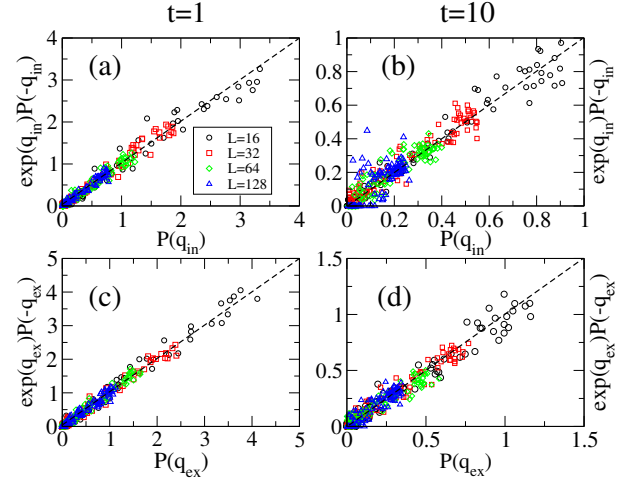 t=1
t=10
(a)
exp(q_in)P(-q_in)
4
3
2
1
0
0 1 2 3 4
P(q_in)
L=16
L=32
L=64
L=128
(b)
exp(q_in)P(-q_in)
1
0.8
0.6
0.4
0.2
0
0 0.2 0.4 0.6 0.8 1
P(q_in)
(c)
exp(q_ex)P(-q_ex)
5
4
3
2
1
0
0 1 2 3 4 5
P(q_ex)
(d)
exp(q_ex)P(-q_ex)
1.5
1
0.5
0
0 0.5 1 1.5
P(q_ex)